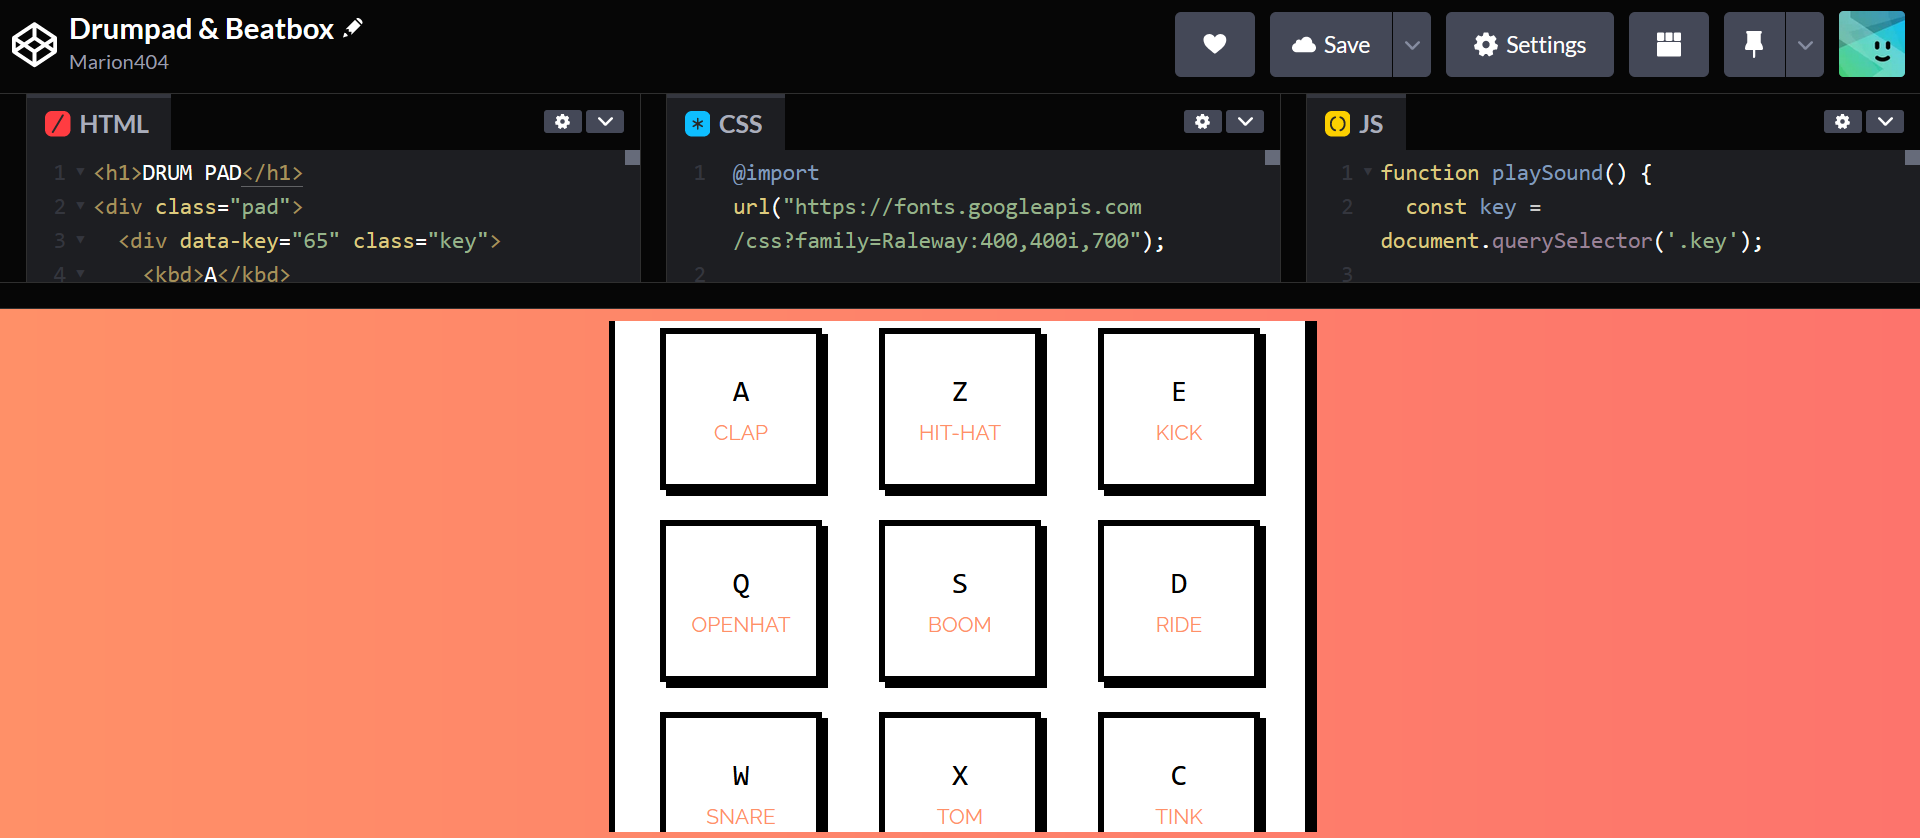 Drumpad & Beatbox
Marion404
Save
Settings
HTML
1 <h1>DRUM PAD</h1>
2 <div class="pad">
3 <div data-key="65" class="key">
4 <kbd>A</kbd>
CSS
1 @import
url("https://fonts.googleapis.com
/css?family=Raleway:400,400i,700");
2
JS
1 function playSound() {
2 const key =
document.querySelector('.key');
3
A
CLAP
Z
HIT-HAT
E
KICK
Q
OPENHAT
S
BOOM
D
RIDE
W
SNARE
X
TOM
C
TINK